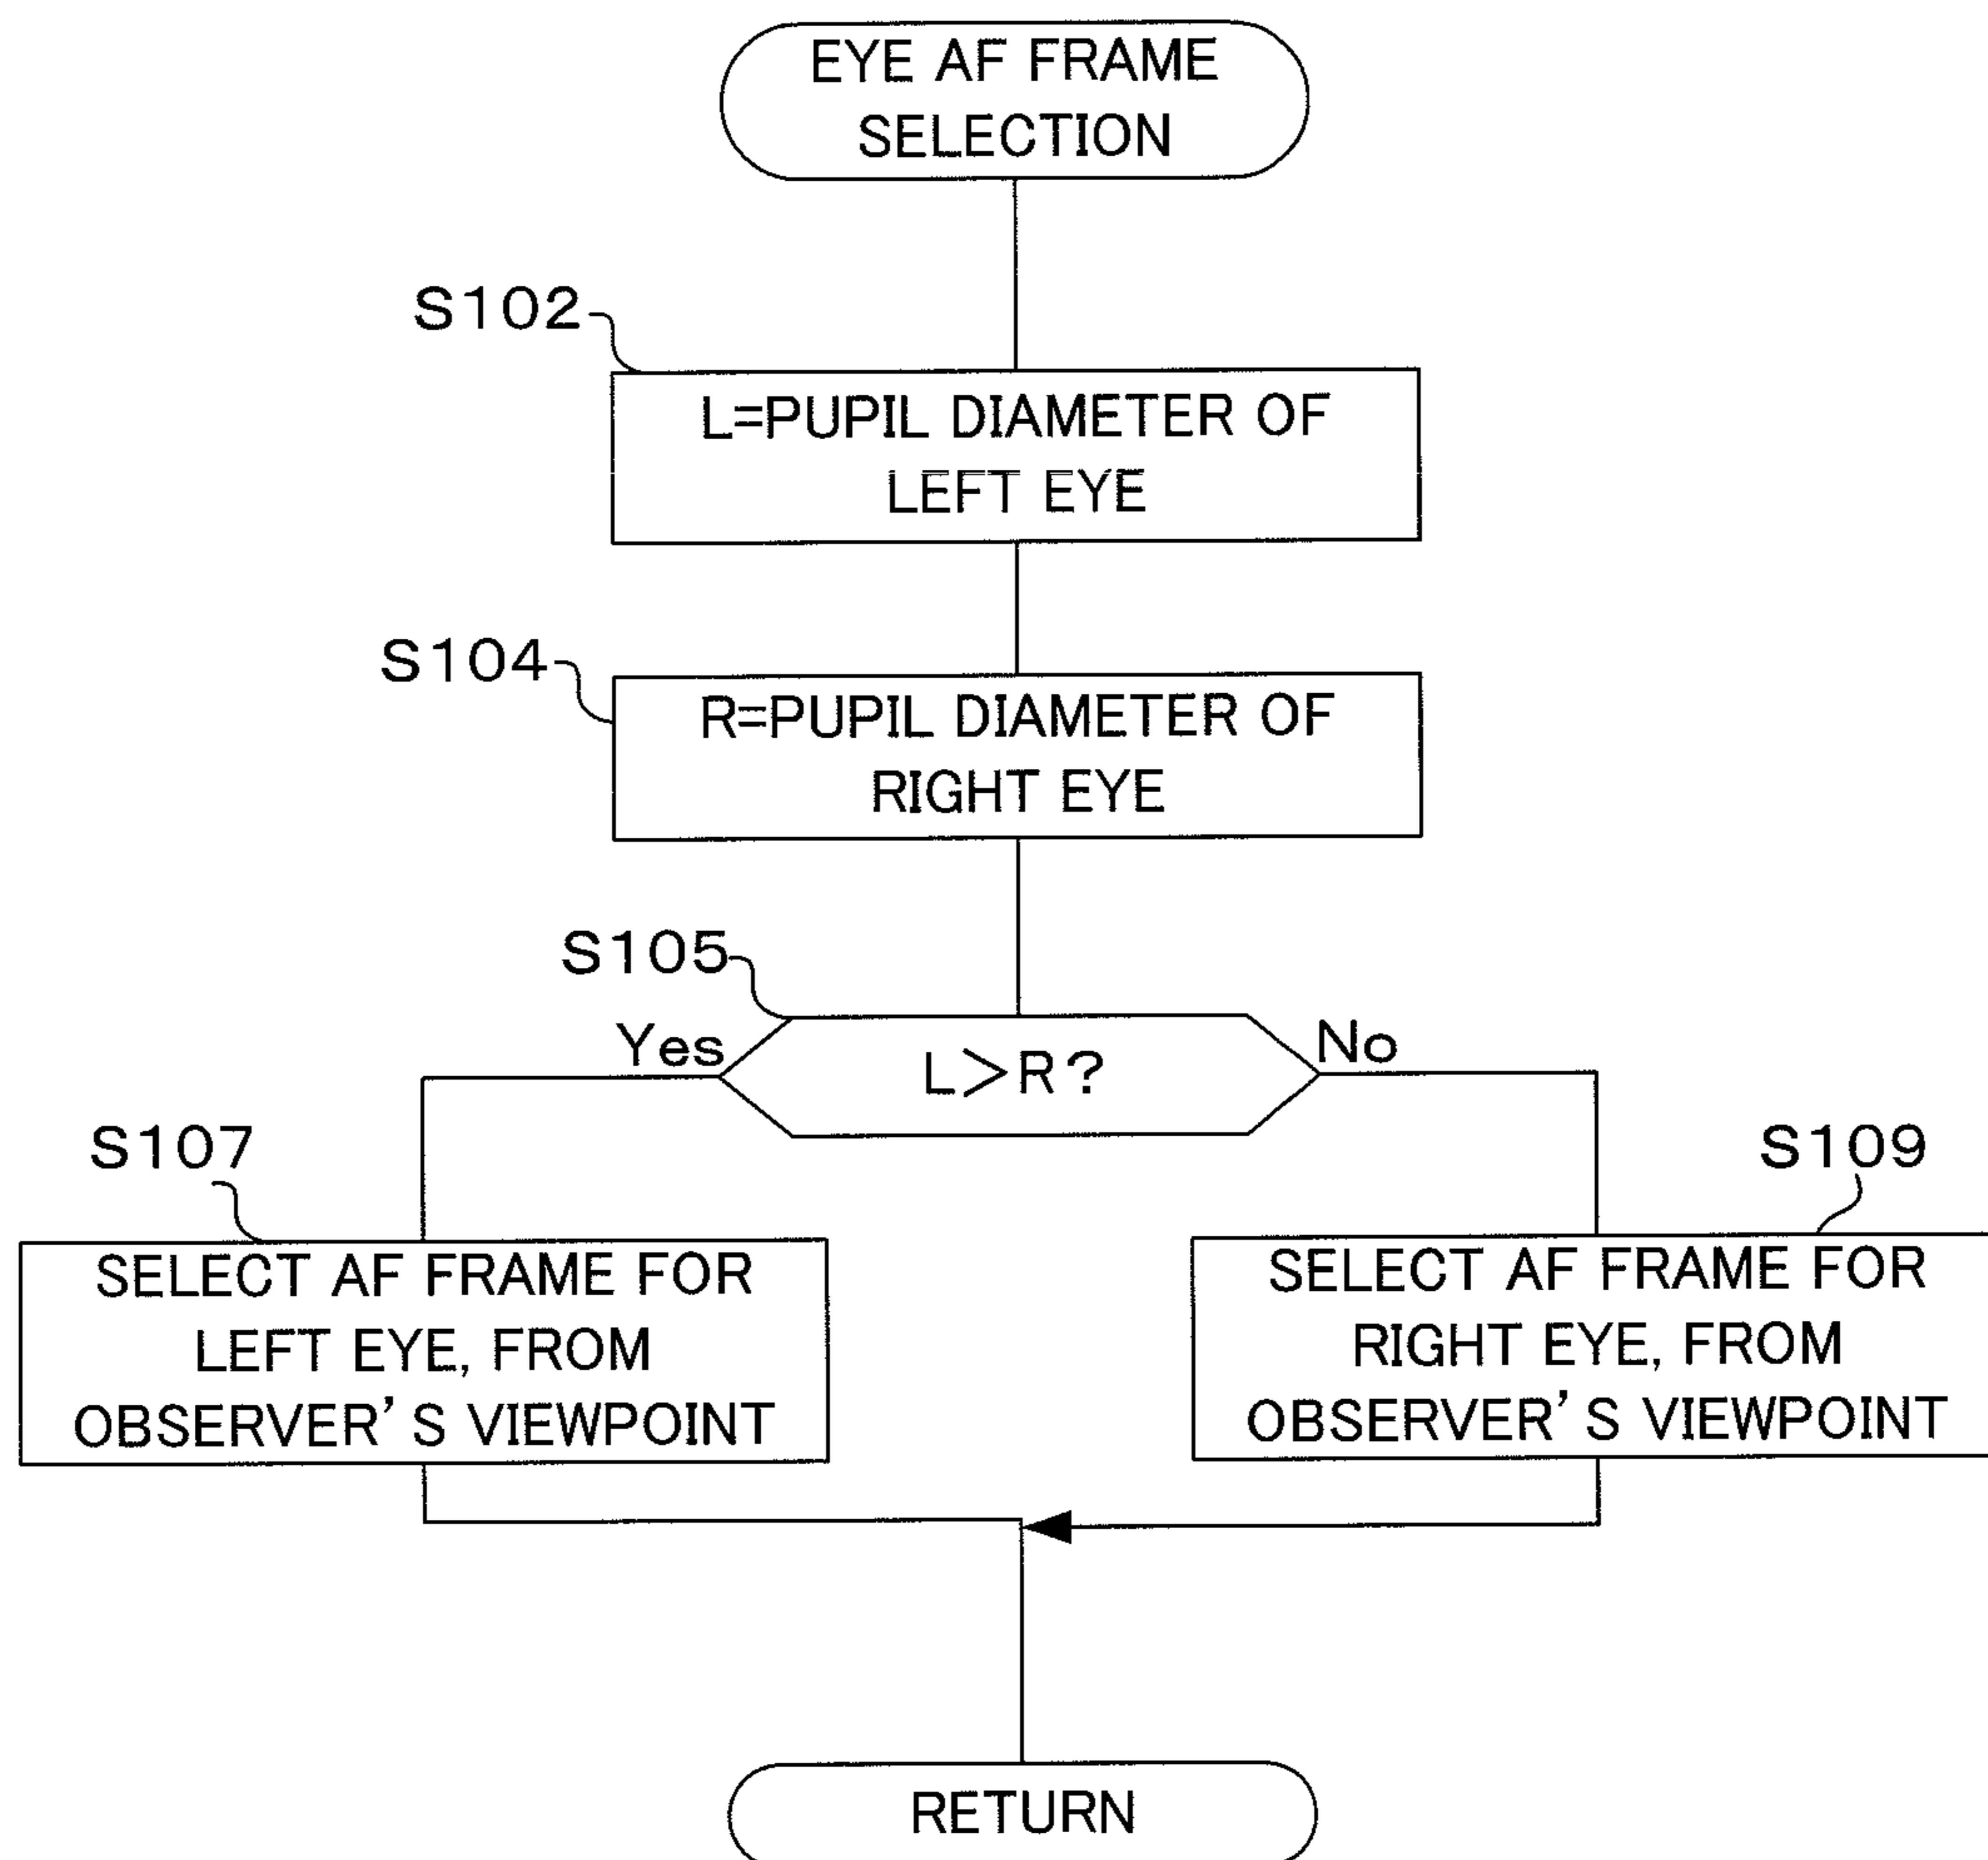 EYE AF FRAME
SELECTION
S102
L=PUPIL DIAMETER OF
LEFT EYE
S104
R=PUPIL DIAMETER OF
RIGHT EYE
S105
Yes
L>R?
No
S107
S109
SELECT AF FRAME FOR
LEFT EYE, FROM
OBSERVER'S VIEWPOINT
SELECT AF FRAME FOR
RIGHT EYE, FROM
OBSERVER'S VIEWPOINT
RETURN